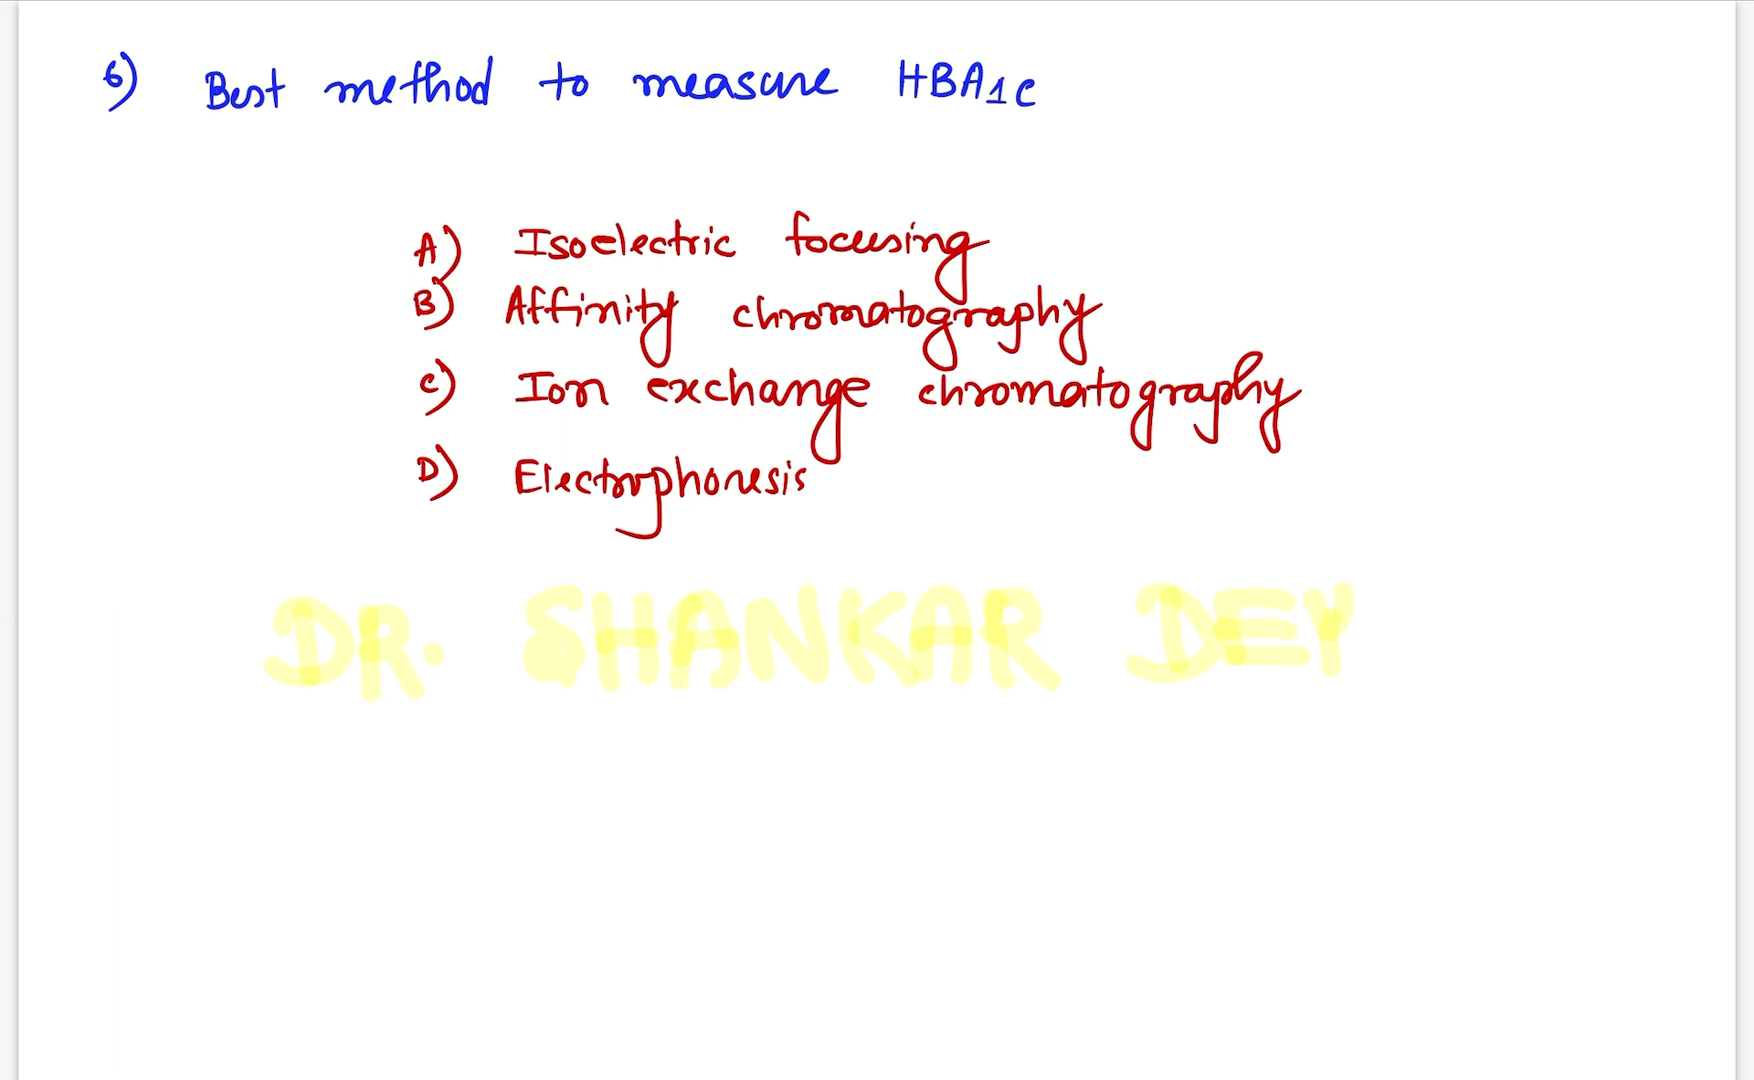 6) Best method to measure HBA1c
A) Isoelectric focusing
B) Affinity chromatography
C) Ion exchange chromatography
D) Electrophoresis
DR. SHANKAR DEY